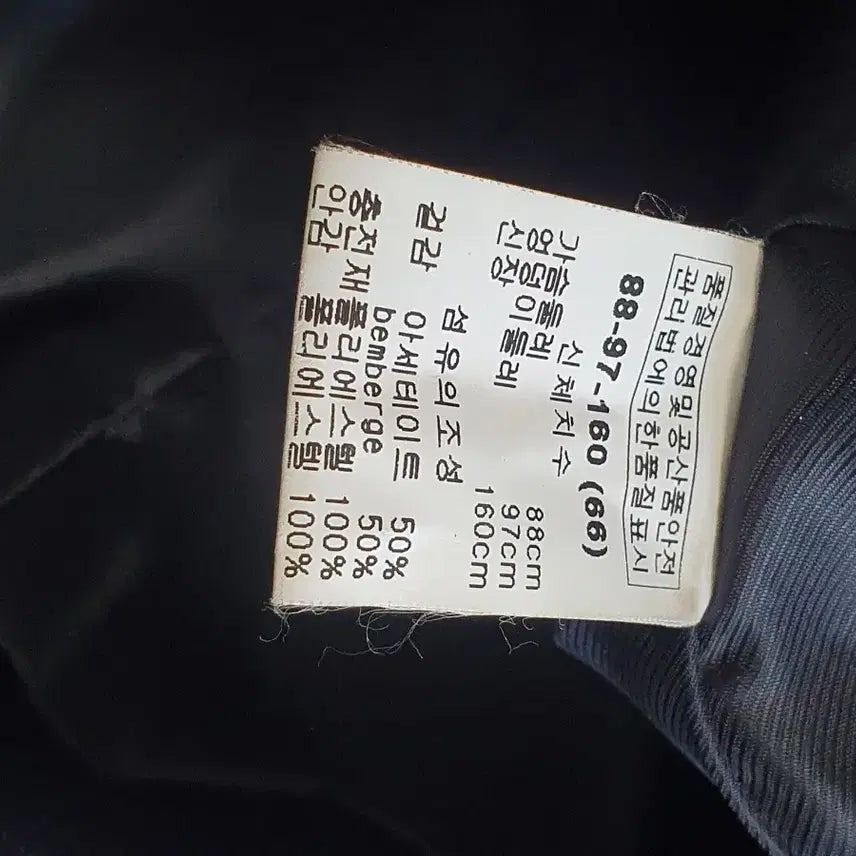 품질경영및공산품안전
관리법에의한품질표시
88-97-160 (66)
신체치수
가슴둘레 88cm
엉덩이둘레 97cm
신장 160cm
섬유의조성
겉감 아세테이트 50%
bemberge 50%
충전재 폴리에스텔 100%
안감 폴리에스텔 100%